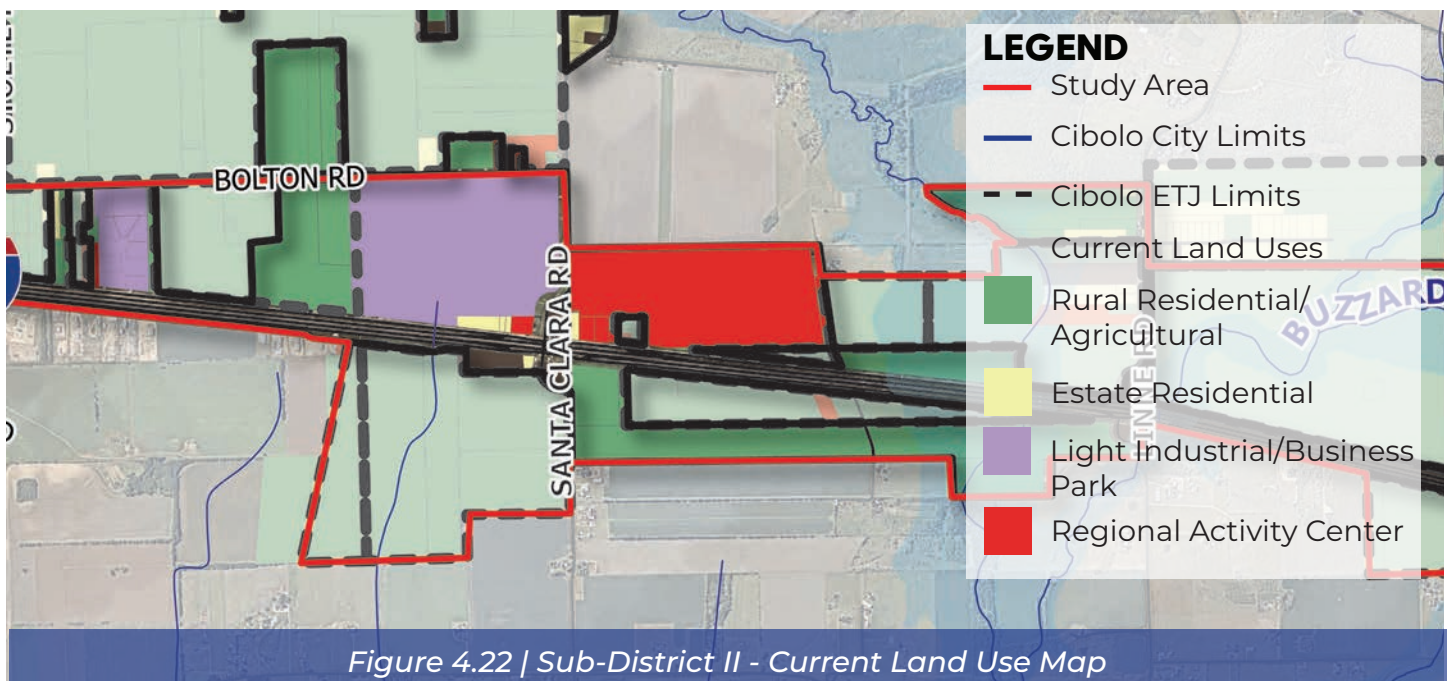 LEGEND
Study Area
Cibolo City Limits
Cibolo ETJ Limits
Current Land Uses
Rural Residential/
Agricultural
Estate Residential
Light Industrial/Business
Park
Regional Activity Center
BOLTON RD
SANTA CLARA RD
BUZZARD
Figure 4.22 | Sub-District II - Current Land Use Map